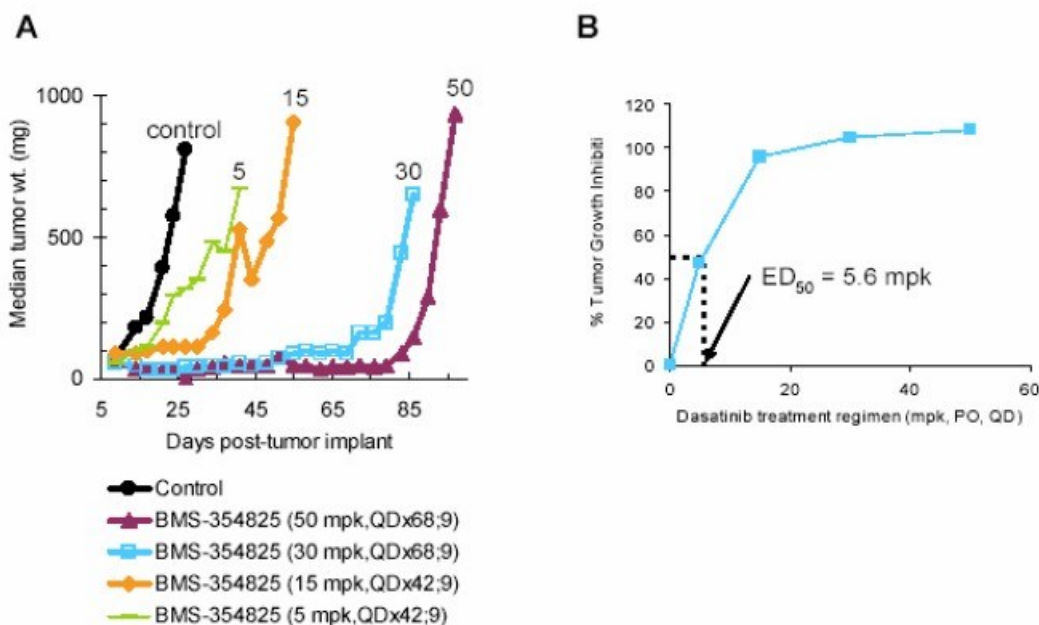 A
1000
500
0
Median tumor wt. (mg)
control
5
15
30
50
5 25 45 65 85
Days post-tumor implant
Control
BMS-354825 (50 mpk,QDx68;9)
BMS-354825 (30 mpk,QDx68;9)
BMS-354825 (15 mpk,QDx42;9)
BMS-354825 (5 mpk,QDx42;9)
B
120
100
80
60
40
20
0
% Tumor Growth Inhibiti
ED50 = 5.6 mpk
0 20 40 60
Dasatinib treatment regimen (mpk, PO, QD)